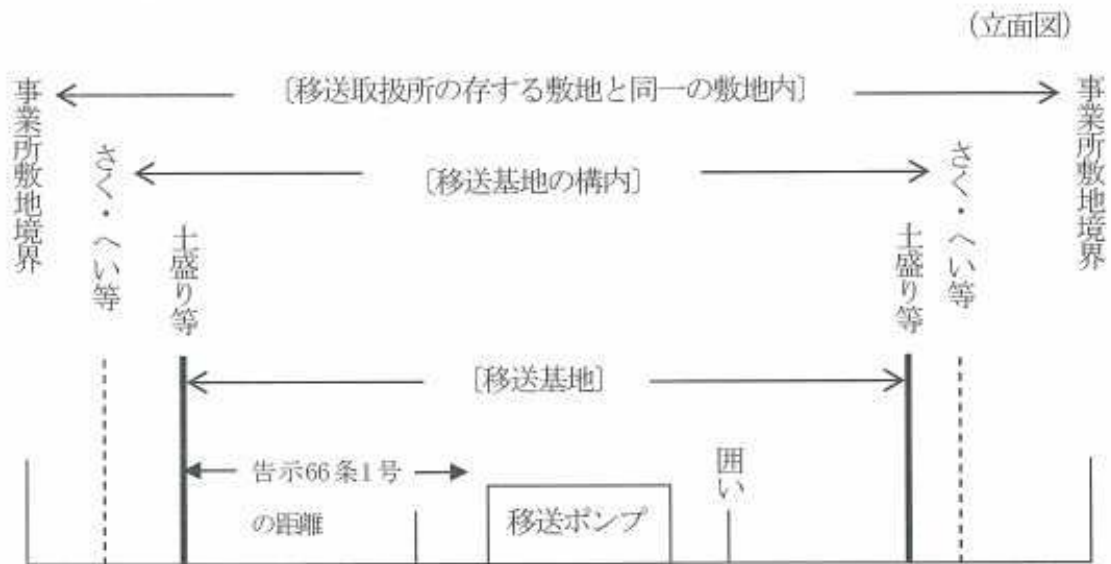 (立面図)
事業所敷地境界
〔移送取扱所の存する敷地と同一の敷地内〕
事業所敷地境界
さく・へい等
〔移送基地の構内〕
さく・へい等
土盛り等
土盛り等
〔移送基地〕
告示66条1号
の距離
移送ポンプ
囲い